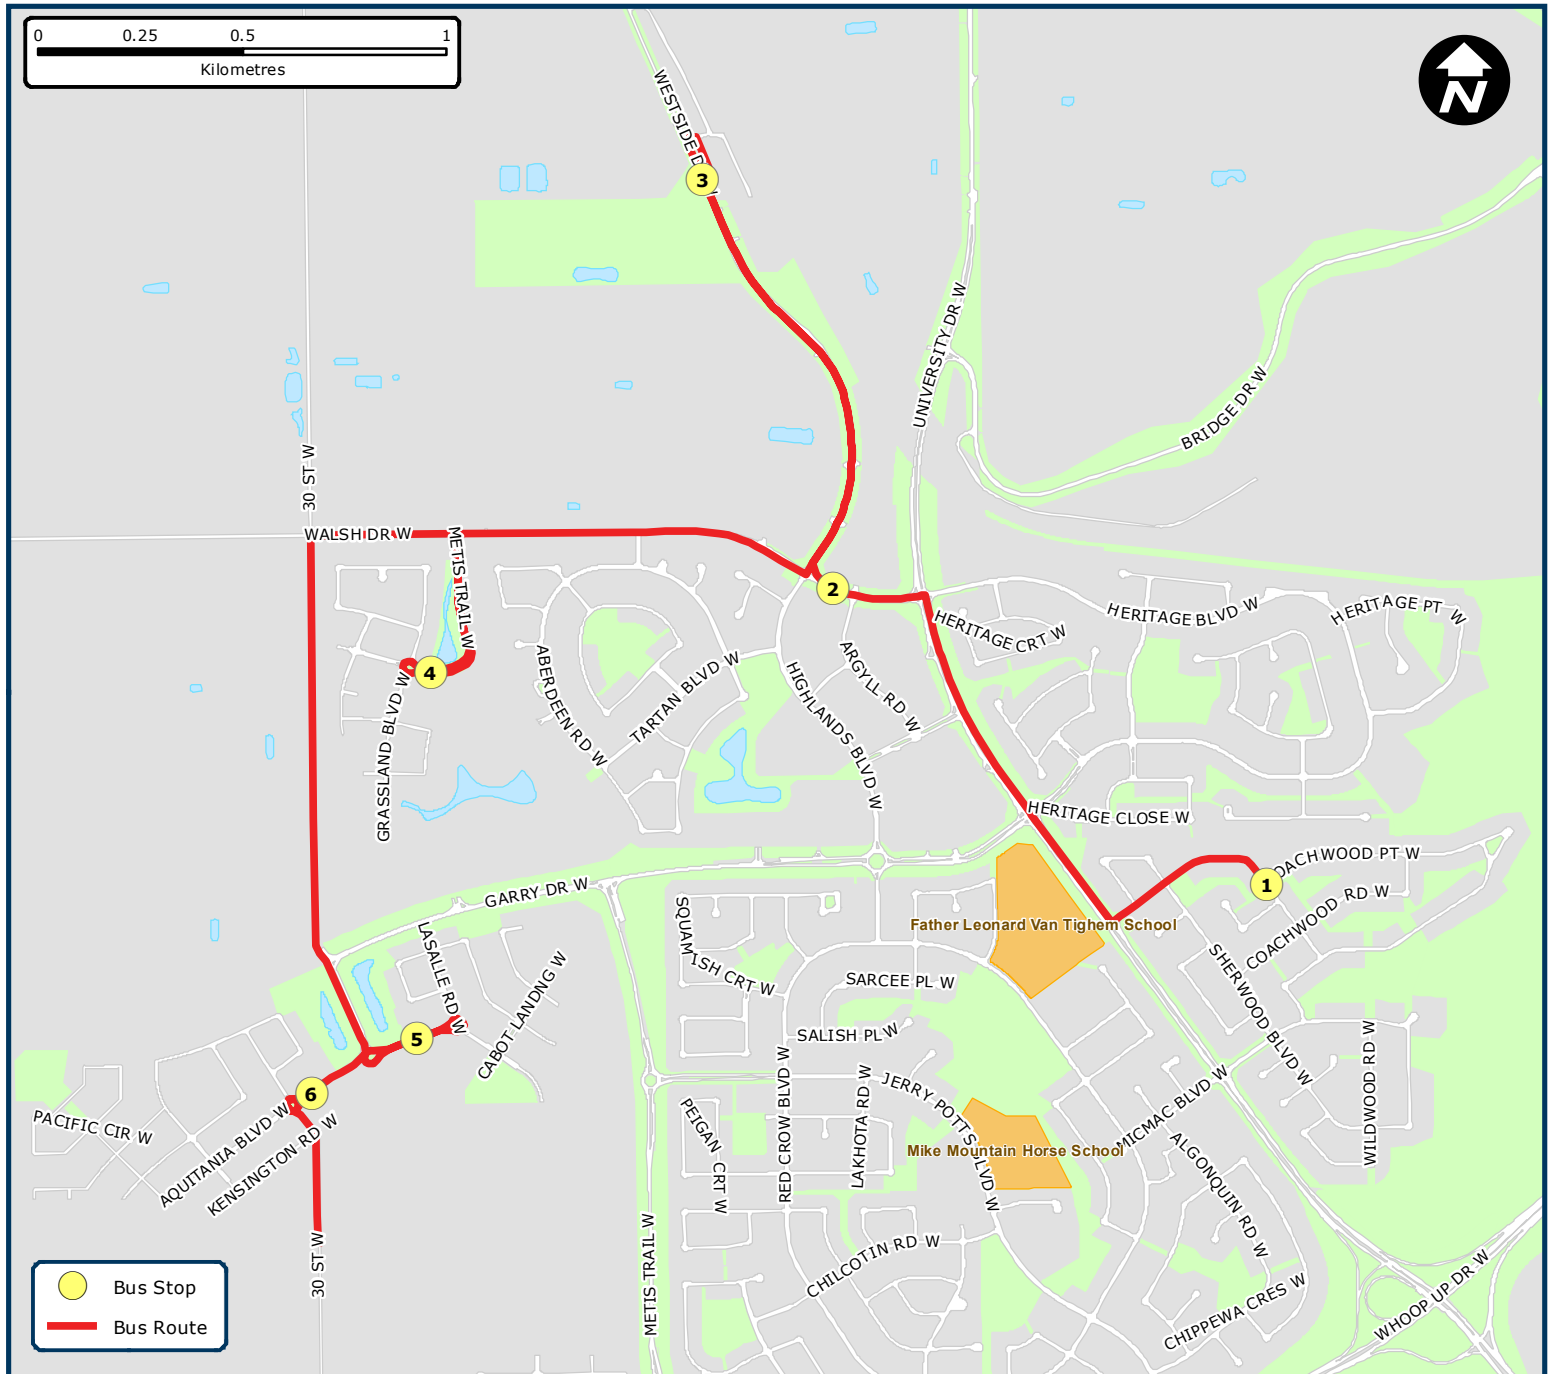 0 0.25 0.5 1
Kilometres
N
WESTSIDE D
3
UNIVERSITY DR W
BRIDGE DR W
30 ST W
WALSH DR W
METIS TRAIL W
2
HERITAGE BLVD W
HERITAGE PT W
HERITAGE CRT W
4
ABERDEEN RD W
TARTAN BLVD W
HIGHLANDS BLVD W
ARGYLL RD W
GRASSLAND BLVD W
HERITAGE CLOSE W
OACHWOOD PT W
1
COACHWOOD RD W
GARRY DR W
SQUAMISH CRT W
Father Leonard Van Tighem School
LASALLE RD W
CABOT LANDNG W
SARCEE PL W
SHERWOOD BLVD W
5
SALISH PL W
WILDWOOD RD W
6
PACIFIC CIR W
AQUITANIA BLVD W
KENSINGTON RD W
PEIGAN CRT W
RED CROW BLVD W
LAKHOTA RD W
JERRY POTTS BLVD W
MICMAC BLVD W
Mike Mountain Horse School
ALGONQUIN RD W
30 ST W
METIS TRAIL W
CHILCOTIN RD W
CHIPPEWA CRES W
WHOOP UP DR W
Bus Stop
Bus Route